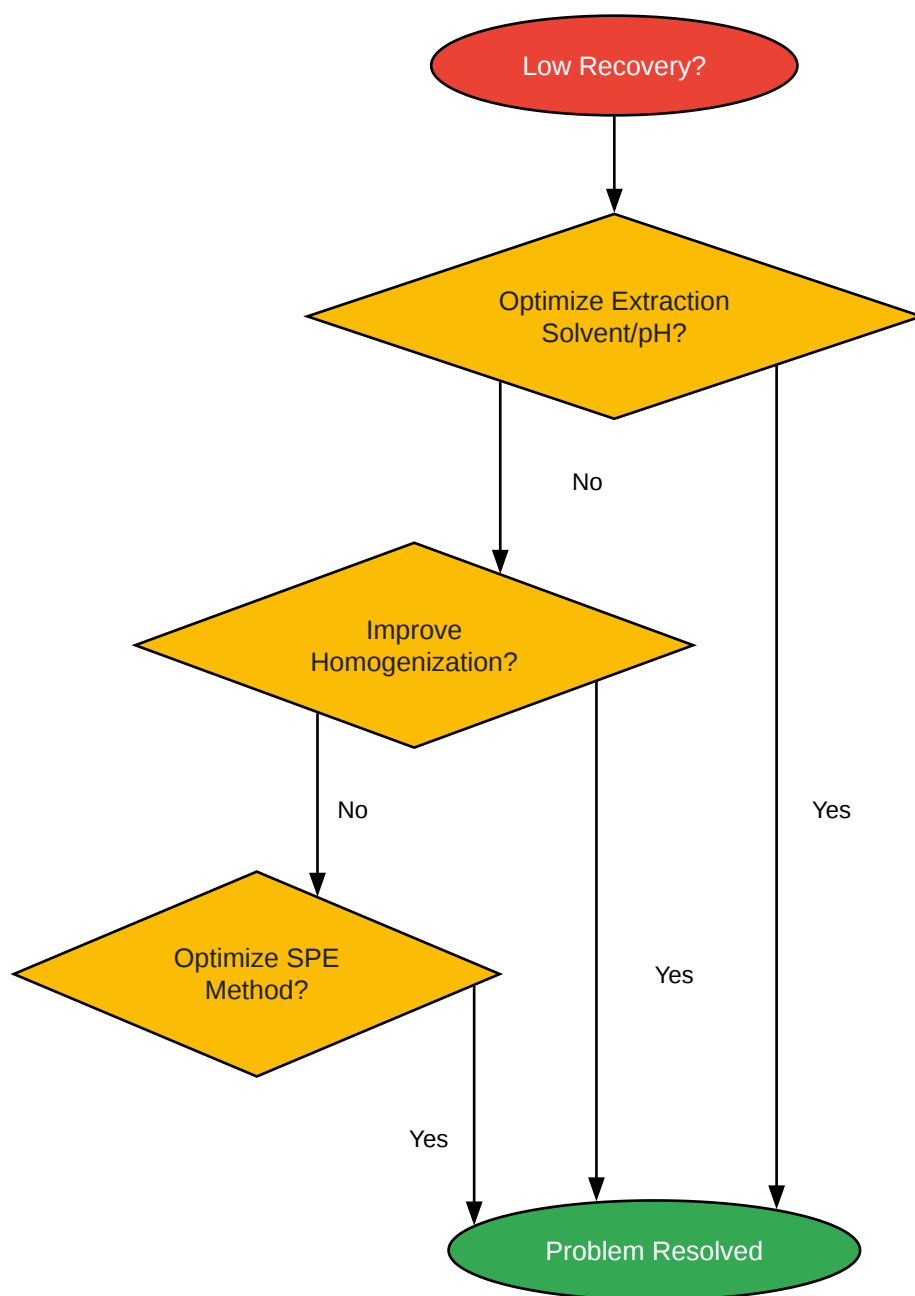 Low Recovery?
Optimize Extraction
Solvent/pH?
No
Improve
Homogenization?
No
Yes
Optimize SPE
Method?
Yes
Yes
Problem Resolved